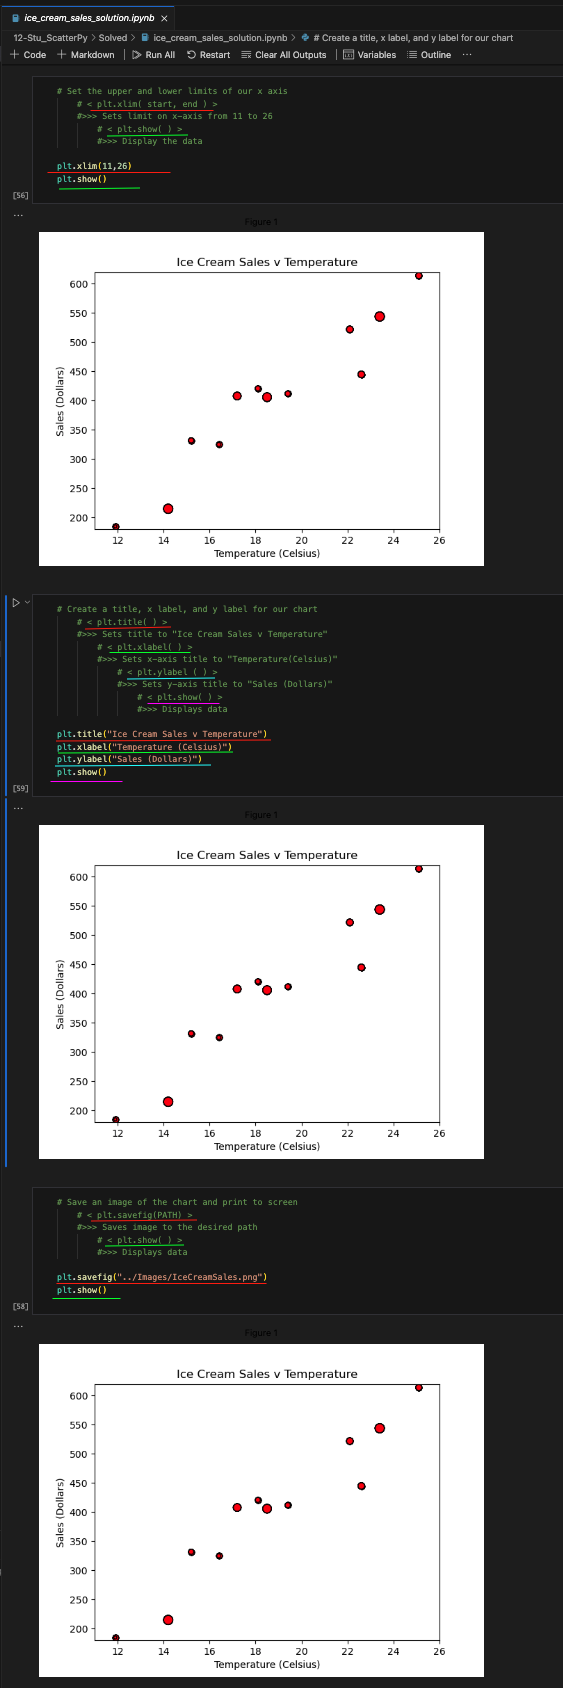 ice_cream_sales_solution.ipynb ×
12-Stu_ScatterPy > Solved > ice_cream_sales_solution.ipynb > # Create a title, x label, and y label for our chart
+ Code + Markdown | Run All Restart Clear All Outputs | Variables Outline ...
# Set the upper and lower limits of our x axis
# < plt.xlim( start, end ) >
#>>> Sets limit on x-axis from 11 to 26
# < plt.show( ) >
#>>> Display the data
plt.xlim(11,26)
plt.show()
[56]
...
Figure 1
Ice Cream Sales v Temperature
600
550
500
450
400
350
300
250
200
Sales (Dollars)
12 14 16 18 20 22 24 26
Temperature (Celsius)
# Create a title, x label, and y label for our chart
# < plt.title( ) >
#>>> Sets title to "Ice Cream Sales v Temperature"
# < plt.xlabel( ) >
#>>> Sets x-axis title to "Temperature(Celsius)"
# < plt.ylabel ( ) >
#>>> Sets y-axis title to "Sales (Dollars)"
# < plt.show( ) >
#>>> Displays data
plt.title("Ice Cream Sales v Temperature")
plt.xlabel("Temperature (Celsius)")
plt.ylabel("Sales (Dollars)")
plt.show()
[59]
...
Figure 1
Ice Cream Sales v Temperature
600
550
500
450
400
350
300
250
200
Sales (Dollars)
12 14 16 18 20 22 24 26
Temperature (Celsius)
# Save an image of the chart and print to screen
# < plt.savefig(PATH) >
#>>> Saves image to the desired path
# < plt.show( ) >
#>>> Displays data
plt.savefig("../Images/IceCreamSales.png")
plt.show()
[58]
...
Figure 1
Ice Cream Sales v Temperature
600
550
500
450
400
350
300
250
200
Sales (Dollars)
12 14 16 18 20 22 24 26
Temperature (Celsius)